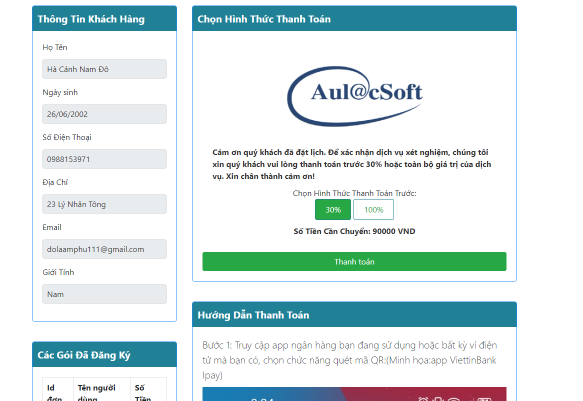 Thông Tin Khách Hàng
Họ Tên
Hà Cảnh Nam Đô
Ngày sinh
26/06/2002
Số Điện Thoại
0988153971
Địa Chỉ
23 Lý Nhân Tông
Email
dolaamphu111@gmail.com
Giới Tính
Nam
Các Gói Đã Đăng Ký
Id Tên người Số
đơn dùng Tiền
Chọn Hình Thức Thanh Toán
Aul@cSoft
Cám ơn quý khách đã đặt lịch. Để xác nhận dịch vụ xét nghiệm, chúng tôi
xin quý khách vui lòng thanh toán trước 30% hoặc toàn bộ giá trị của dịch
vụ. Xin chân thành cám ơn!
Chọn Hình Thức Thanh Toán Trước:
30% 100%
Số Tiền Cần Chuyển: 90000 VND
Thanh toán
Hướng Dẫn Thanh Toán
Bước 1: Truy cập app ngân hàng bạn đang sử dụng hoặc bất kỳ ví điện
tử mà bạn có, chọn chức năng quét mã QR:(Minh họa:app ViettinBank
Ipay)